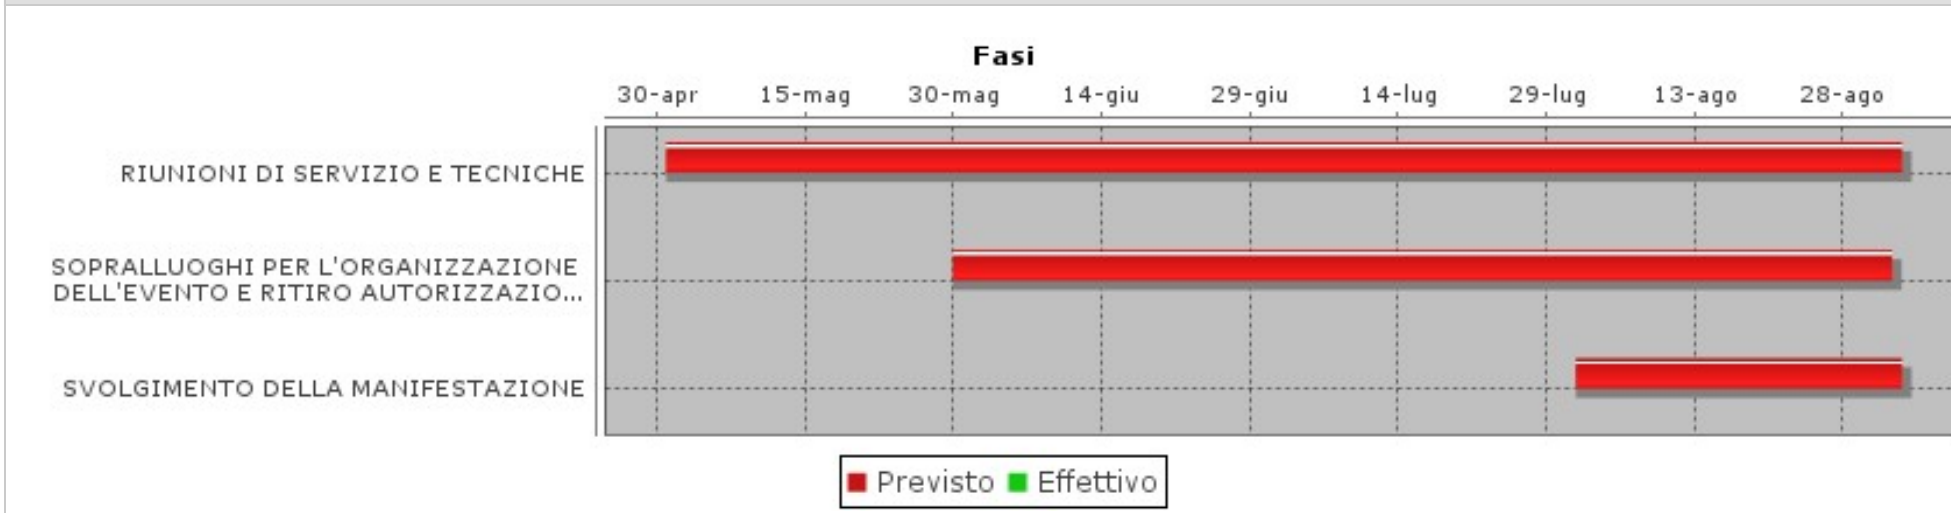 Fasi
30-apr 15-mag 30-mag 14-giu 29-giu 14-lug 29-lug 13-ago 28-ago
RIUNIONI DI SERVIZIO E TECNICHE
SOPRALLUOGHI PER L'ORGANIZZAZIONE
DELL'EVENTO E RITIRO AUTORIZZAZIO...
SVOLGIMENTO DELLA MANIFESTAZIONE
Previsto Effettivo